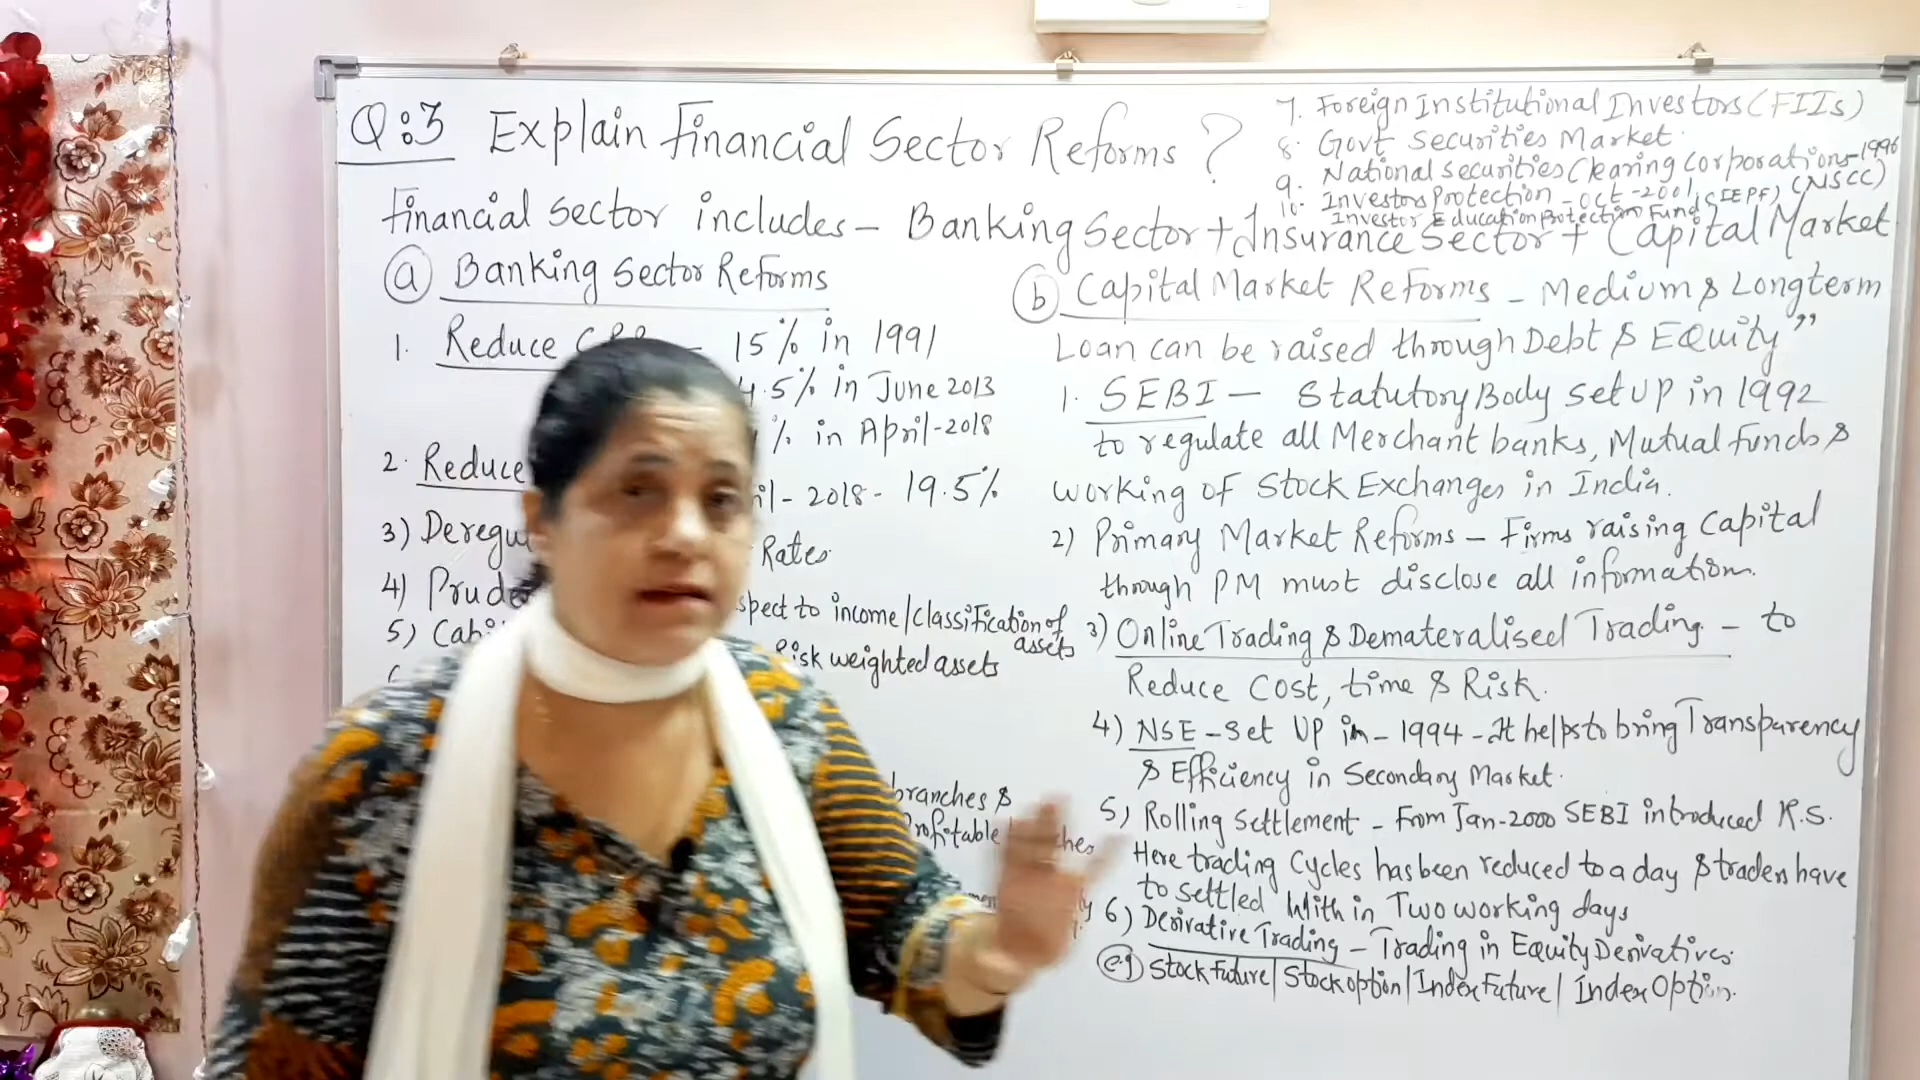 Q:3 Explain Financial Sector Reforms ?
Financial Sector includes - Banking Sector + Insurance Sector + Capital Market
(a) Banking Sector Reforms
1. Reduce - 15% in 1991
4.5% in June 2013
% in April-2018
2. Reduce - 2018 - 19.5%
3) Rates
4)
to income/classification of assets
5) Risk weighted assets
branches &
(b) Capital Market Reforms - Medium & Longterm
Loan can be raised through Debt & Equity"
1. SEBI - Statutory Body set up in 1992
to regulate all Merchant banks, Mutual funds &
working of Stock Exchanges in India.
2) Primary Market Reforms - Firms raising Capital
through PM must disclose all information.
3) Online Trading & Demateralised Trading - to
Reduce Cost, time & Risk.
4) NSE - Set Up in - 1994 - It helps to bring Transparency
& Efficiency in Secondary Market.
5) Rolling Settlement - From Jan-2000 SEBI introduced R.S.
Here trading Cycles has been reduced to a day & traders have
to settled With in Two working days
6) Derivative Trading - Trading in Equity Derivatives.
(e.g) Stock Future/Stock option/Index Future/Index Option.
7. Foreign Institutional Investors (FIIs)
8. Govt Securities Market.
9. National Securities Clearing Corporations-1996 (NSCC)
10. Investors Protection - Oct-2001, (IEPF)
Investor Education Protection Fund